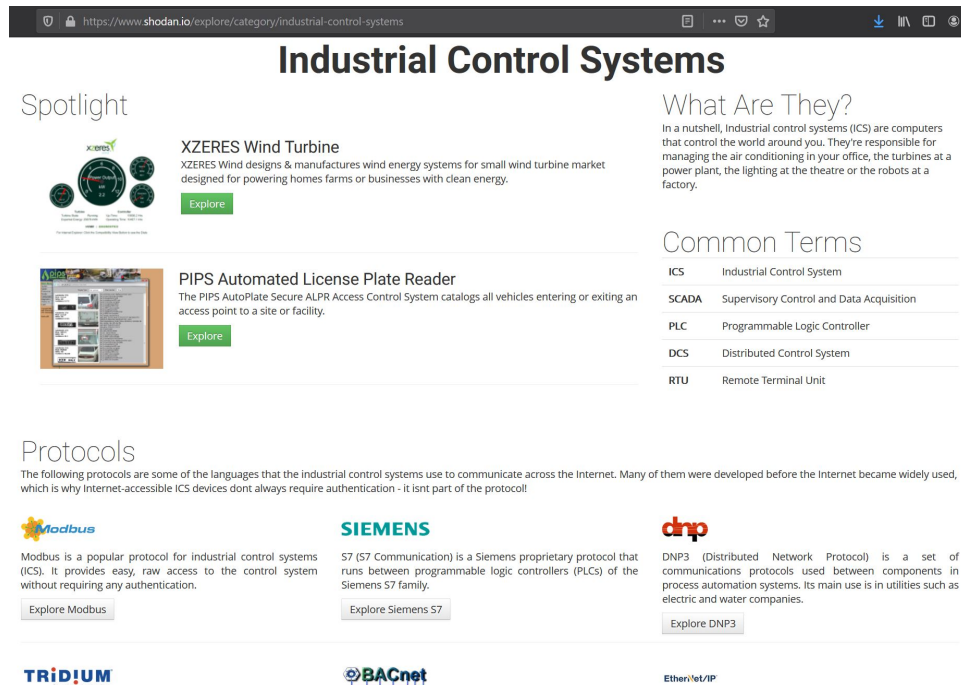 https://www.shodan.io/explore/category/industrial-control-systems
Industrial Control Systems
Spotlight
xzeres
Power Output
XZERES Wind Turbine
XZERES Wind designs & manufactures wind energy systems for small wind turbine market
designed for powering homes farms or businesses with clean energy.
Explore
pips
PIPS Automated License Plate Reader
The PIPS AutoPlate Secure ALPR Access Control System catalogs all vehicles entering or exiting an
access point to a site or facility.
Explore
What Are They?
In a nutshell, Industrial control systems (ICS) are computers
that control the world around you. They're responsible for
managing the air conditioning in your office, the turbines at a
power plant, the lighting at the theatre or the robots at a
factory.
Common Terms
ICS Industrial Control System
SCADA Supervisory Control and Data Acquisition
PLC Programmable Logic Controller
DCS Distributed Control System
RTU Remote Terminal Unit
Protocols
The following protocols are some of the languages that the industrial control systems use to communicate across the Internet. Many of them were developed before the Internet became widely used,
which is why Internet-accessible ICS devices dont always require authentication - it isnt part of the protocol!
Modbus
Modbus is a popular protocol for industrial control systems
(ICS). It provides easy, raw access to the control system
without requiring any authentication.
Explore Modbus
SIEMENS
S7 (S7 Communication) is a Siemens proprietary protocol that
runs between programmable logic controllers (PLCs) of the
Siemens S7 family.
Explore Siemens S7
dnp
DNP3 (Distributed Network Protocol) is a set of
communications protocols used between components in
process automation systems. Its main use is in utilities such as
electric and water companies.
Explore DNP3
TRiD!UM
BACnet
EtherNet/IP